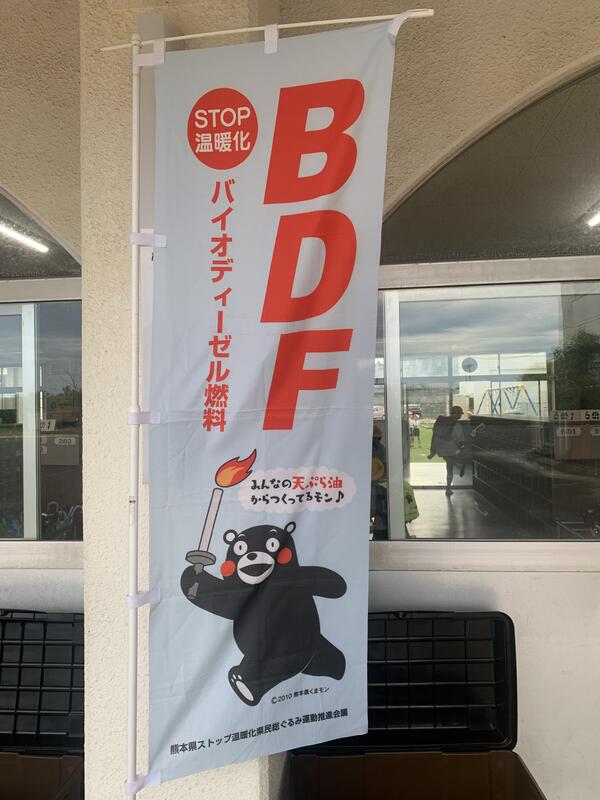 BDF
STOP
温暖化
バイオディーゼル燃料
みんなの天ぷら油
からつくってるモン♪
©2010 熊本県くまモン
熊本県ストップ温暖化県民総ぐるみ運動推進会議